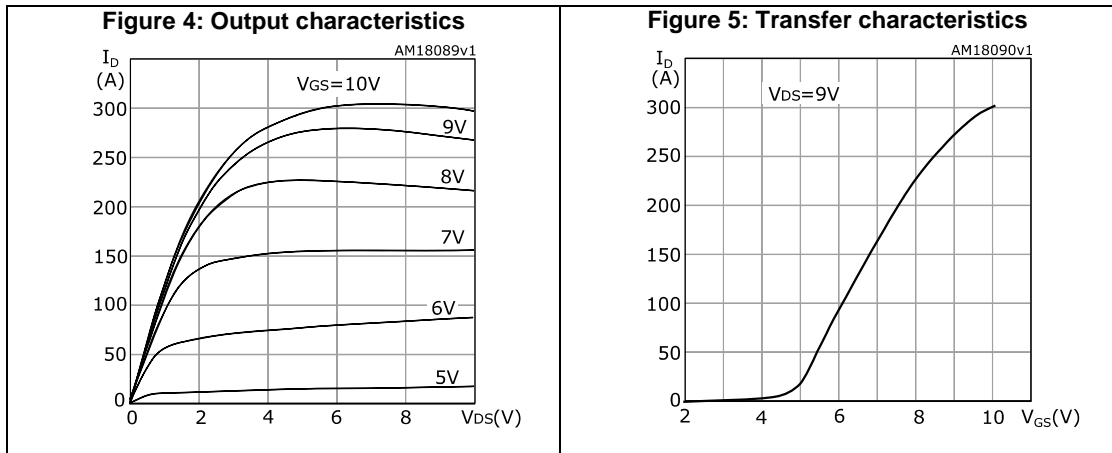 Figure 4: Output characteristics
AM18089v1
ID
(A)
VGS=10V
300
9V
250
8V
200
7V
150
100
6V
50
5V
0
0 2 4 6 8 VDS(V)
Figure 5: Transfer characteristics
AM18090v1
ID
(A)
VDS=9V
300
250
200
150
100
50
0
2 4 6 8 10 VGS(V)